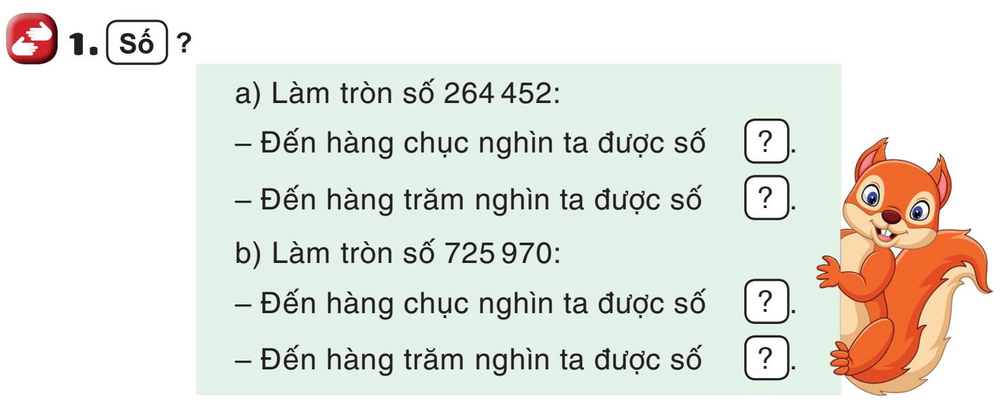 1. Số ?
a) Làm tròn số 264 452:
– Đến hàng chục nghìn ta được số ?.
– Đến hàng trăm nghìn ta được số ?.
b) Làm tròn số 725 970:
– Đến hàng chục nghìn ta được số ?.
– Đến hàng trăm nghìn ta được số ?.